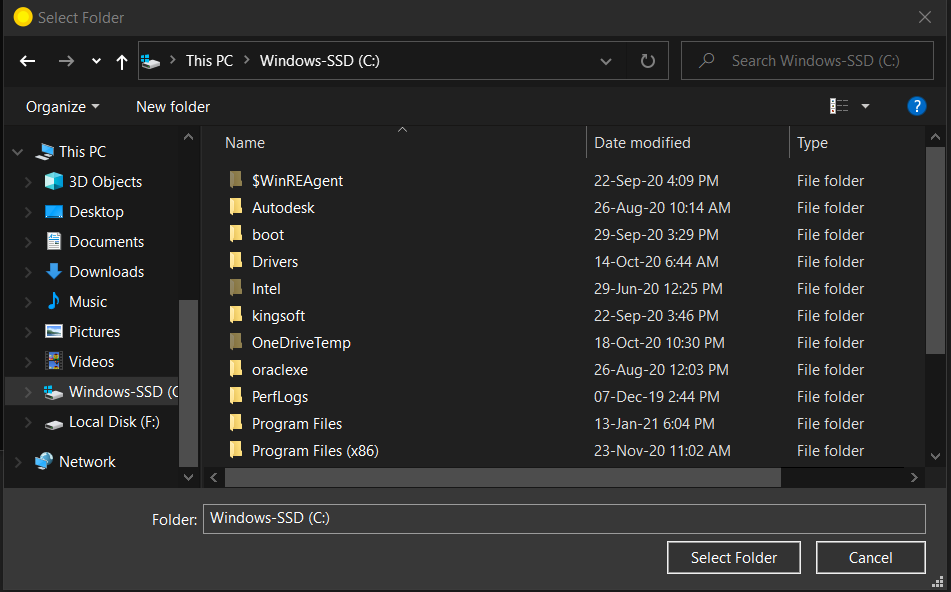 Select Folder
This PC Windows-SSD (C:)
Search Windows-SSD (C:)
Organize
New folder
?
This PC
3D Objects
Desktop
Documents
Downloads
Music
Pictures
Videos
Windows-SSD (C
Local Disk (F:)
Network
Name Date modified Type
$WinREAgent 22-Sep-20 4:09 PM File folder
Autodesk 26-Aug-20 10:14 AM File folder
boot 29-Sep-20 3:29 PM File folder
Drivers 14-Oct-20 6:44 AM File folder
Intel 29-Jun-20 12:25 PM File folder
kingsoft 22-Sep-20 3:46 PM File folder
OneDriveTemp 18-Oct-20 10:30 PM File folder
oraclexe 26-Aug-20 12:03 PM File folder
PerfLogs 07-Dec-19 2:44 PM File folder
Program Files 13-Jan-21 6:04 PM File folder
Program Files (x86) 23-Nov-20 11:02 AM File folder
Folder: Windows-SSD (C:)
Select Folder Cancel